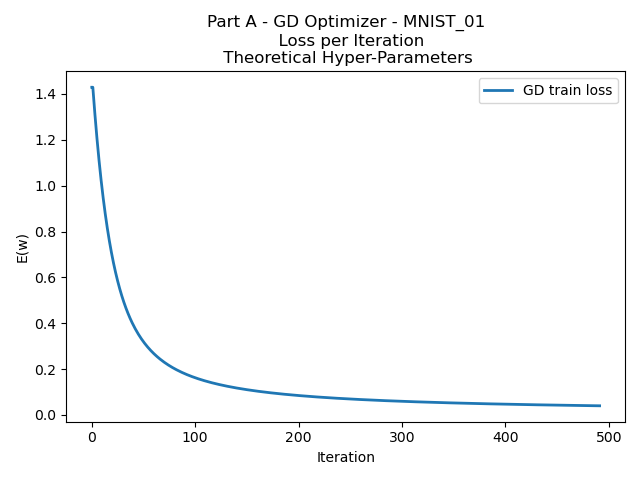 Part A - GD Optimizer - MNIST_01
Loss per Iteration
Theoretical Hyper-Parameters
GD train loss
E(w)
1.4
1.2
1.0
0.8
0.6
0.4
0.2
0.0
0 100 200 300 400 500
Iteration